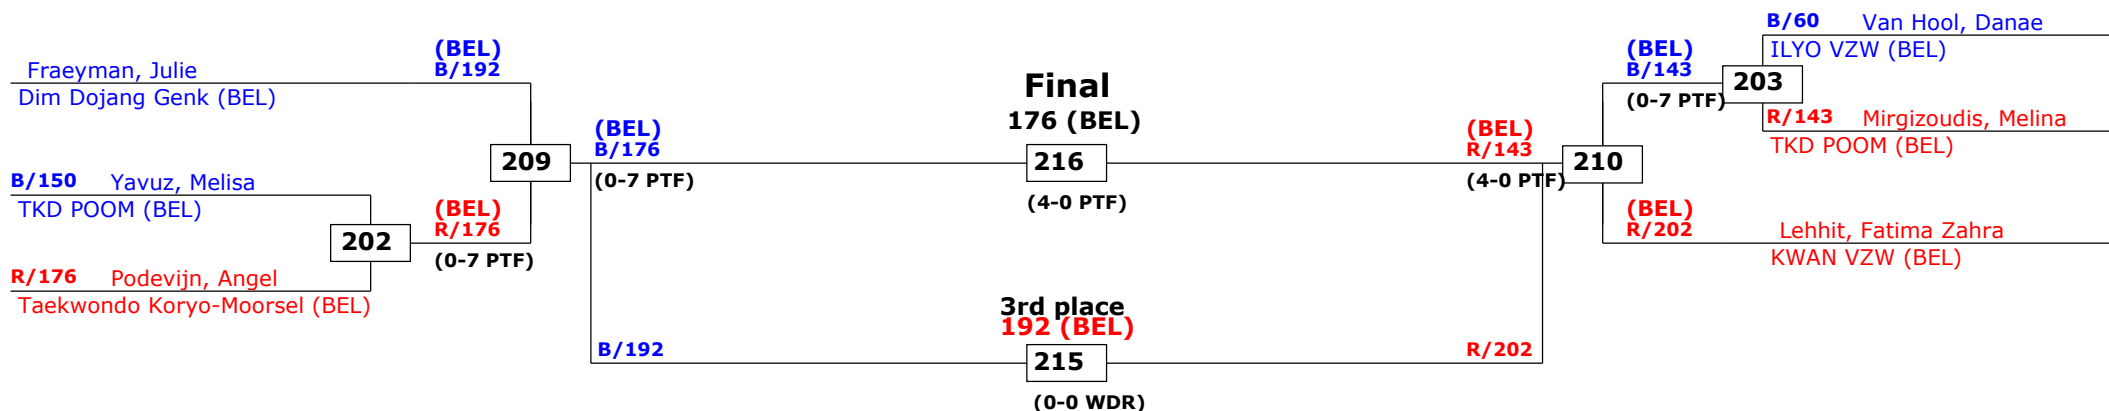 Fraeyman, Julie
Dim Dojang Genk (BEL)
(BEL)
B/192
B/150 Yavuz, Melisa
TKD POOM (BEL)
202
R/176 Podevijn, Angel
Taekwondo Koryo-Moorsel (BEL)
(BEL)
R/176
(0-7 PTF)
209
(BEL)
B/176
(0-7 PTF)
Final
176 (BEL)
216
(4-0 PTF)
3rd place
192 (BEL)
B/192
215
R/202
(0-0 WDR)
(BEL)
R/143
(4-0 PTF)
210
(BEL)
B/143
(0-7 PTF)
203
B/60 Van Hool, Danae
ILYO VZW (BEL)
R/143 Mirgizoudis, Melina
TKD POOM (BEL)
(BEL)
R/202
Lehhit, Fatima Zahra
KWAN VZW (BEL)